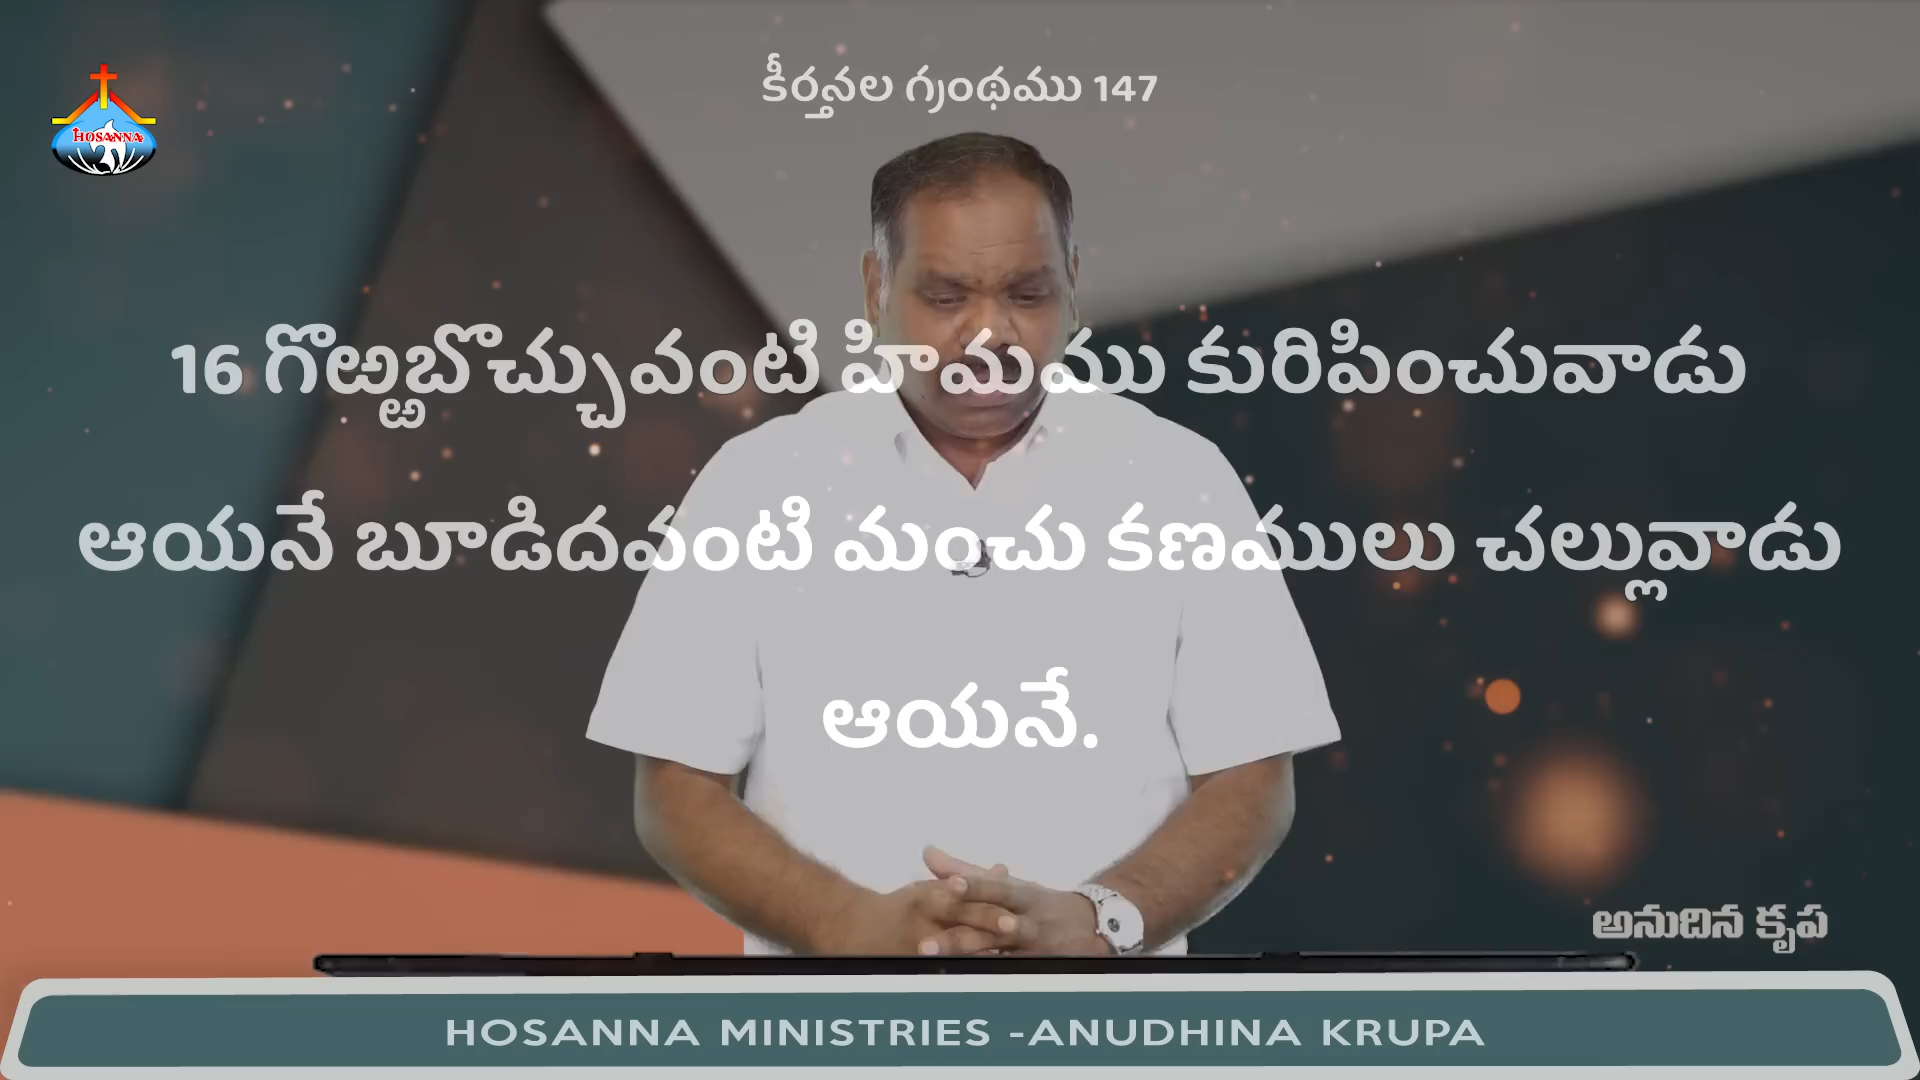 HOSANNA
కీర్తనల గ్రంథము 147
16 గొఱ్ఱబొచ్చువంటి హిమము కురిపించువాడు
ఆయనే బూడిదవంటి మంచు కణములు చల్లువాడు
ఆయనే.
అనుదిన కృప
HOSANNA MINISTRIES -ANUDHINA KRUPA